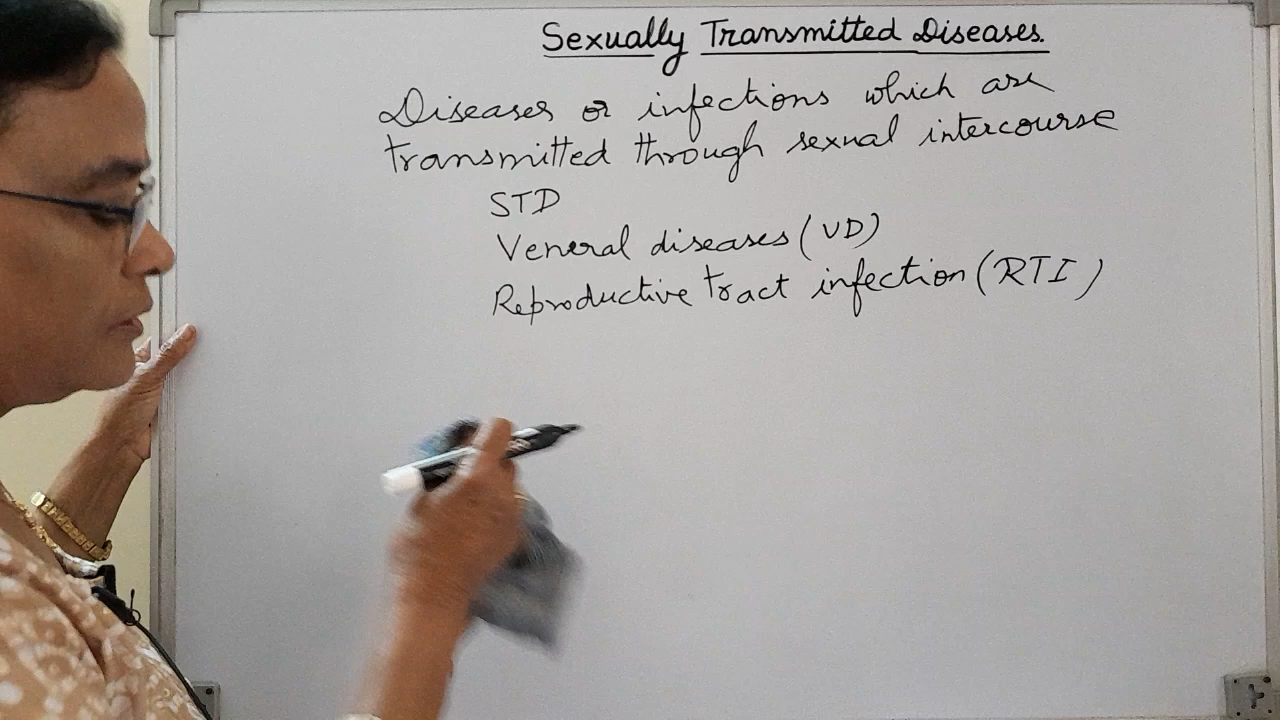 Sexually Transmitted Diseases.
Diseases or infections which are
transmitted through sexual intercourse
STD
Veneral diseases (VD)
Reproductive tract infection (RTI)